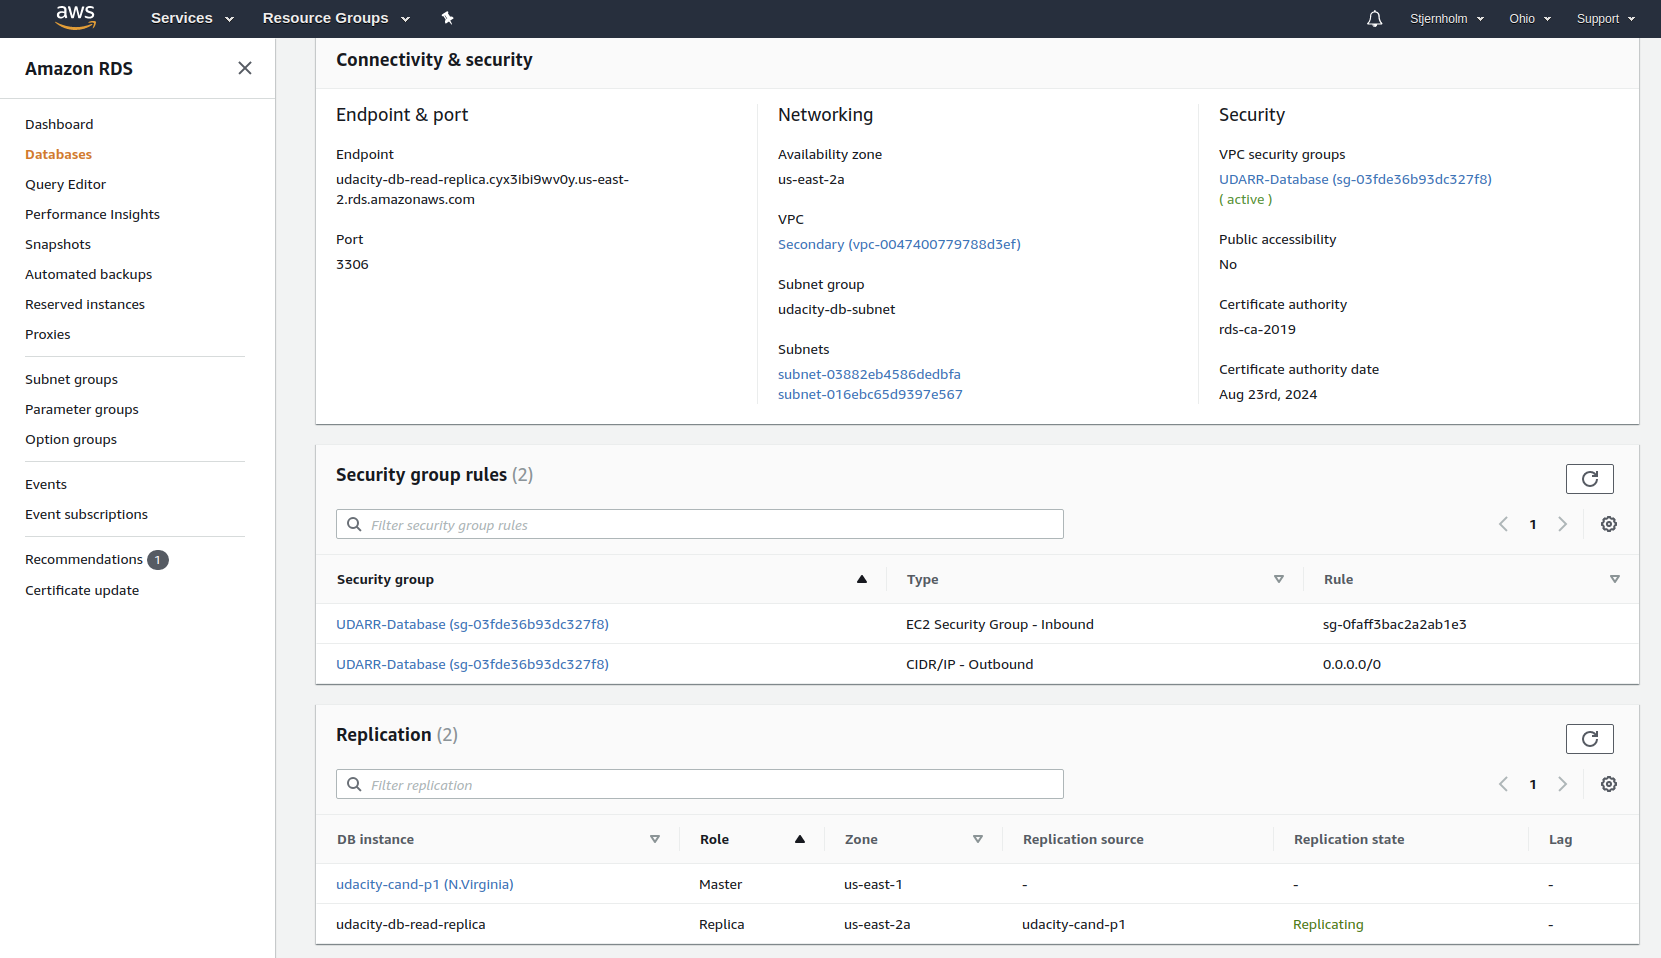 aws
Services
Resource Groups
Stjernholm
Ohio
Support
Amazon RDS
Dashboard
Databases
Query Editor
Performance Insights
Snapshots
Automated backups
Reserved instances
Proxies
Subnet groups
Parameter groups
Option groups
Events
Event subscriptions
Recommendations 1
Certificate update
Connectivity & security
Endpoint & port
Endpoint
udacity-db-read-replica.cyx3ibi9wv0y.us-east-
2.rds.amazonaws.com
Port
3306
Networking
Availability zone
us-east-2a
VPC
Secondary (vpc-0047400779788d3ef)
Subnet group
udacity-db-subnet
Subnets
subnet-03882eb4586dedbfa
subnet-016ebc65d9397e567
Security
VPC security groups
UDARR-Database (sg-03fde36b93dc327f8)
( active )
Public accessibility
No
Certificate authority
rds-ca-2019
Certificate authority date
Aug 23rd, 2024
Security group rules (2)
Filter security group rules
1
Security group Type Rule
UDARR-Database (sg-03fde36b93dc327f8) EC2 Security Group - Inbound sg-0faff3bac2a2ab1e3
UDARR-Database (sg-03fde36b93dc327f8) CIDR/IP - Outbound 0.0.0.0/0
Replication (2)
Filter replication
1
DB instance Role Zone Replication source Replication state Lag
udacity-cand-p1 (N.Virginia) Master us-east-1 - - -
udacity-db-read-replica Replica us-east-2a udacity-cand-p1 Replicating -